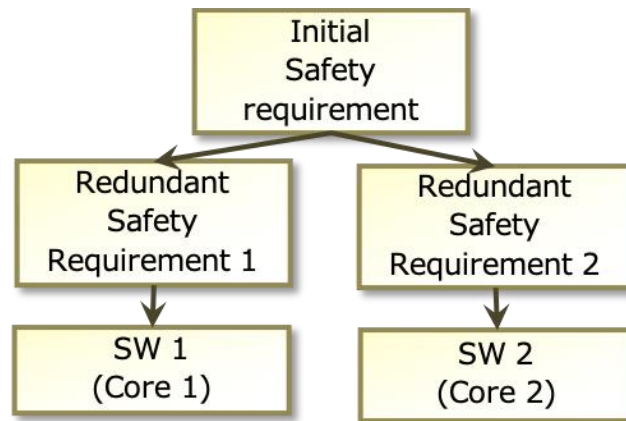 Initial
Safety
requirement
Redundant
Safety
Requirement 1
Redundant
Safety
Requirement 2
SW 1
(Core 1)
SW 2
(Core 2)